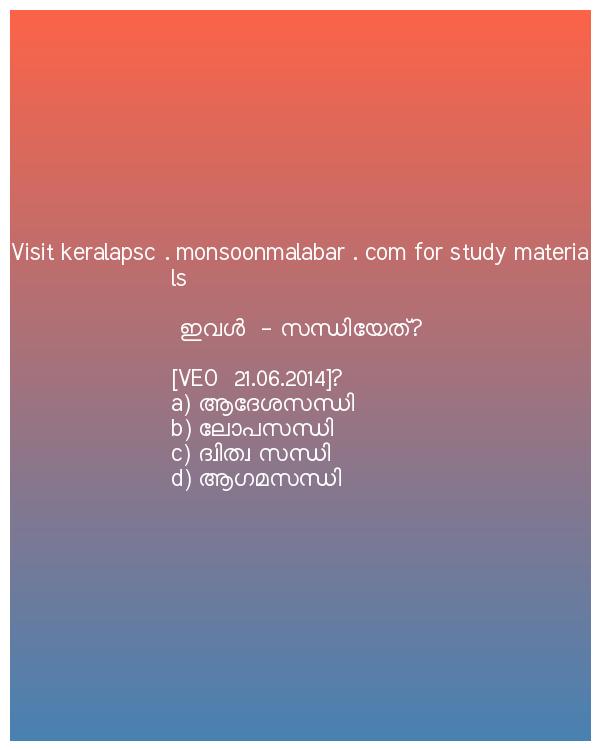 Visit keralapsc . monsoonmalabar . com for study materia
ls
ഇവൾ - സന്ധിയേത്?
[VEO 21.06.2014]?
a) ആദേശസന്ധി
b) ലോപസന്ധി
c) ദ്വിത്വ സന്ധി
d) ആഗമസന്ധി